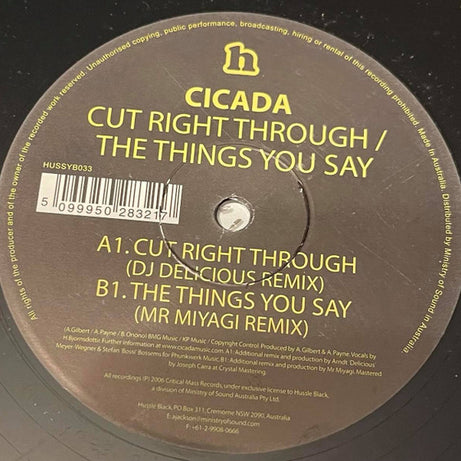 All rights of the producer and of the owner of the recorded work reserved. Unauthorised copying, public performance, broadcasting, hiring or rental of this recording prohibited. Made In Australia. Distributed by Ministry of Sound in Australia.
h
CICADA
CUT RIGHT THROUGH /
THE THINGS YOU SAY
HUSSYB033
5 099950 283217
A1. CUT RIGHT THROUGH
(DJ DELICIOUS REMIX)
B1. THE THINGS YOU SAY
(MR MIYAGI REMIX)
(A.Gilbert / A. Payne / B. Ononoi BMG Music / KP Music / Copyright Control. Produced by A. Gilbert & A. Payne. Vocals by
H. Bjornsdottir. Further information at www.cicadamusic.com. A1: Additional remix and production by Arndt. Delicious'
Meyer-Wegner & Stefan. Bossi' Bossems for Phunkwerk Music. B1: Additional remix and production by Mr Miyagi. Mastered
by Joseph Carra at Crystal Mastering.
All recordings (P) 2006 Critical Mass Records, under exclusive license to Hussle Black,
a division of Ministry of Sound Australia Pty Ltd.
Hussle Black, PO Box 311, Cremorne NSW 2090, Australia
E: ajackson@ministryofsound.com
F: +61-2-9908-0666